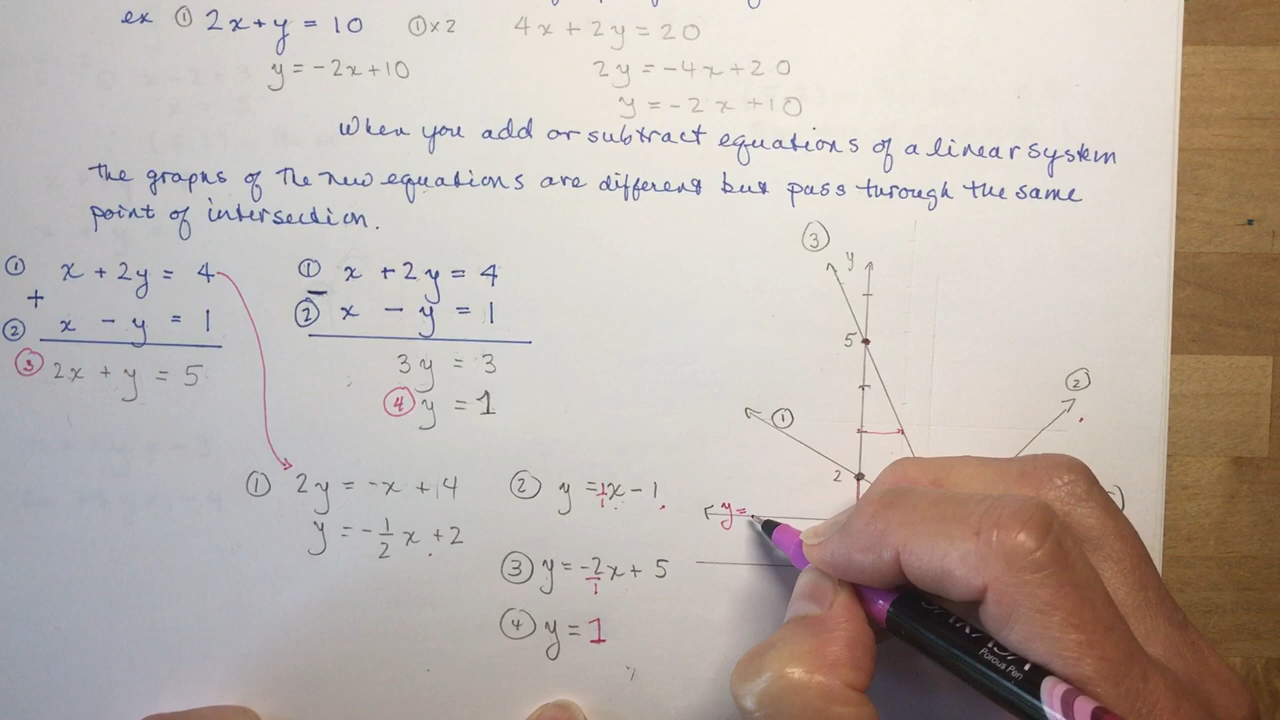 ex ① 2x+y = 10 ①×2 4x + 2y = 20
y = -2x+10 2y = -4x+20
y = -2x +10
When you add or subtract equations of a linear system
the graphs of the new equations are different but pass through the same
point of intersection.
① x + 2y = 4
+
② x - y = 1
③ 2x + y = 5
① x + 2y = 4
-
② x - y = 1
3y = 3
④ y = 1
① 2y = -x + 4
y = -1/2 x + 2
② y = 1/1 x - 1
③ y = -2/1 x + 5
④ y = 1
③
y
5
②
①
2
y =
Porous Pen